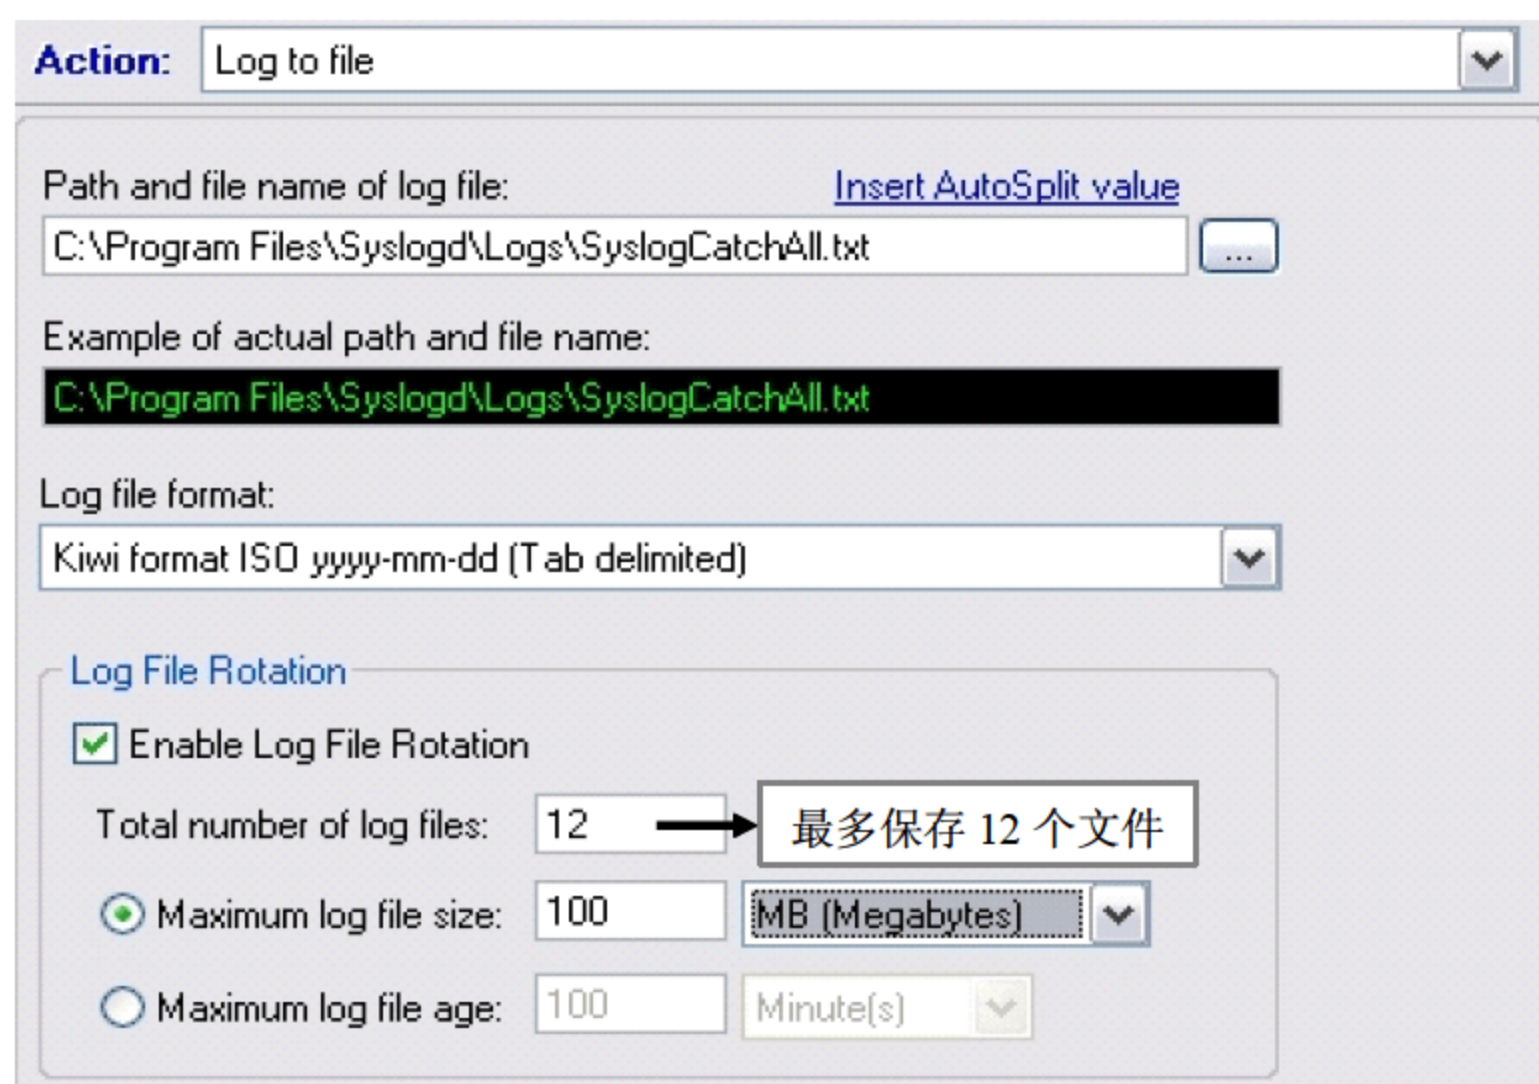 Action: Log to file
Path and file name of log file: Insert AutoSplit value
C:\Program Files\Syslogd\Logs\SyslogCatchAll.txt ...
Example of actual path and file name:
C:\Program Files\Syslogd\Logs\SyslogCatchAll.txt
Log file format:
Kiwi format ISO yyyy-mm-dd (Tab delimited)
Log File Rotation
Enable Log File Rotation
Total number of log files: 12 最多保存 12 个文件
Maximum log file size: 100 MB (Megabytes)
Maximum log file age: 100 Minute(s)